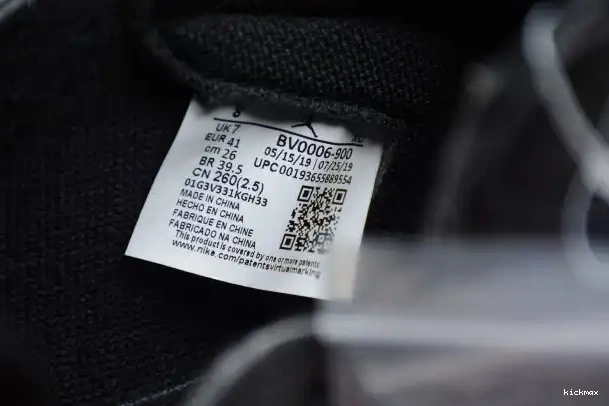 UK 7
EUR 41
cm 26
BR 39.5
CN 260(2.5)
01G3V331KGH33
MADE IN CHINA
HECHO EN CHINA
FABRIQUE EN CHINE
FABRICADO NA CHINA
This product is covered by one or more patents
www.nike.com/patentsvirtualmarking
BV0006-900
05/15/19 | 07/25/19
UPC00193655889554
kickmax